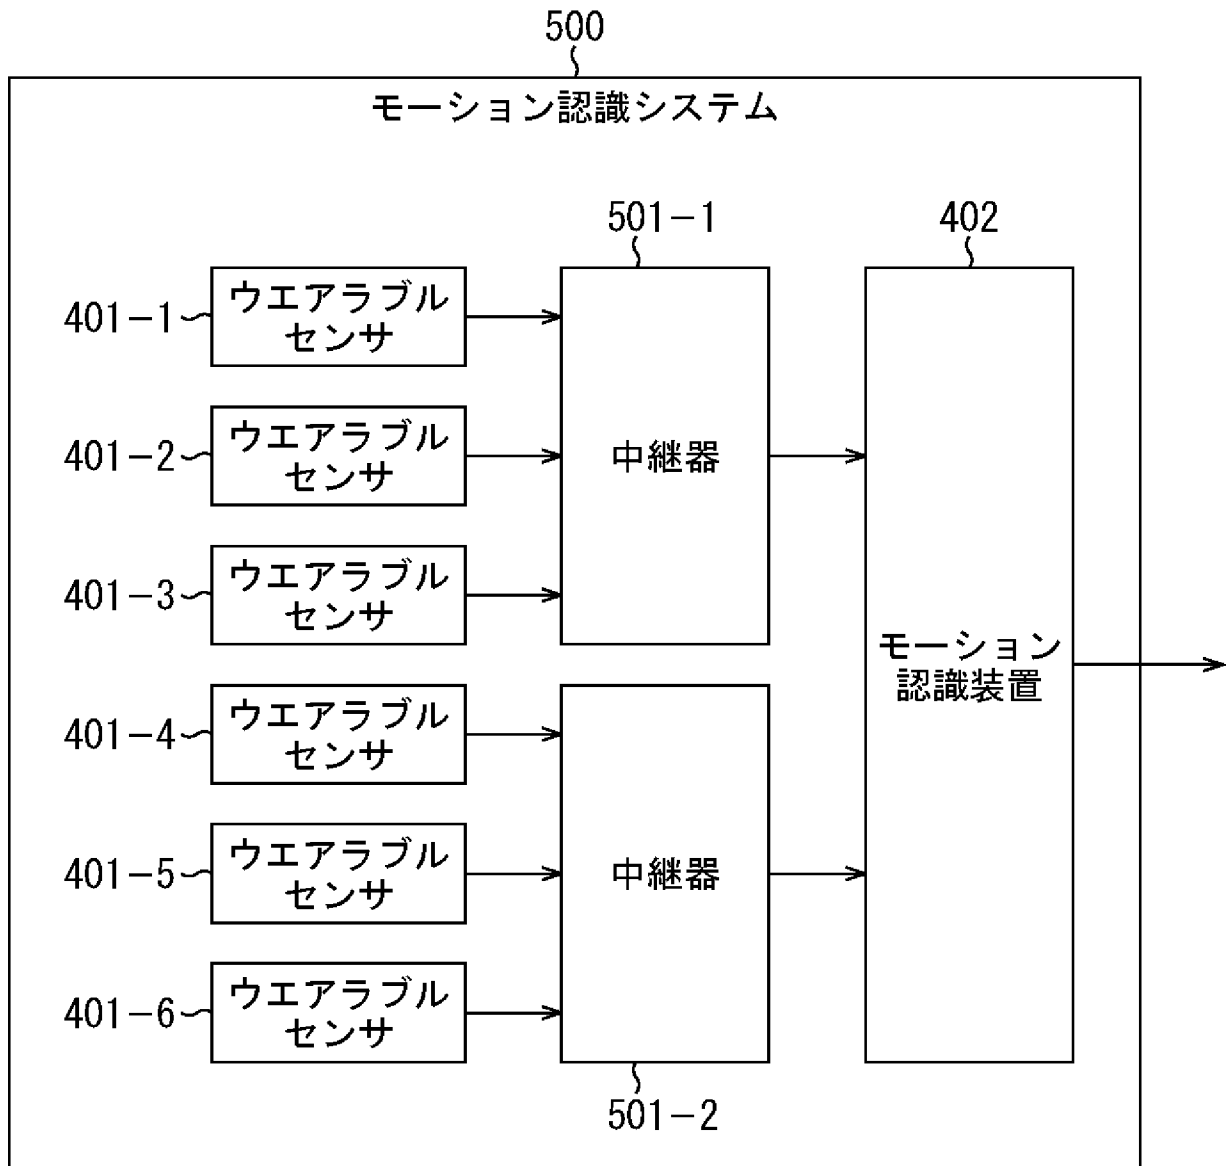 500
モーション認識システム
501-1
402
401-1
ウエアラブル
センサ
401-2
ウエアラブル
センサ
中継器
401-3
ウエアラブル
センサ
モーション
認識装置
401-4
ウエアラブル
センサ
401-5
ウエアラブル
センサ
中継器
401-6
ウエアラブル
センサ
501-2